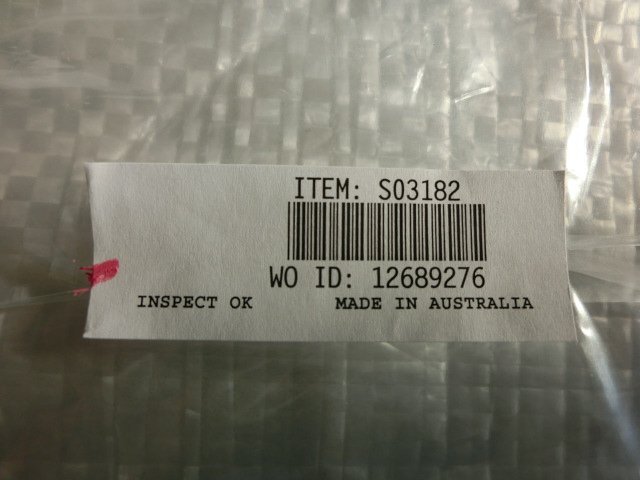 ITEM: S03182
WO ID: 12689276
INSPECT OK MADE IN AUSTRALIA